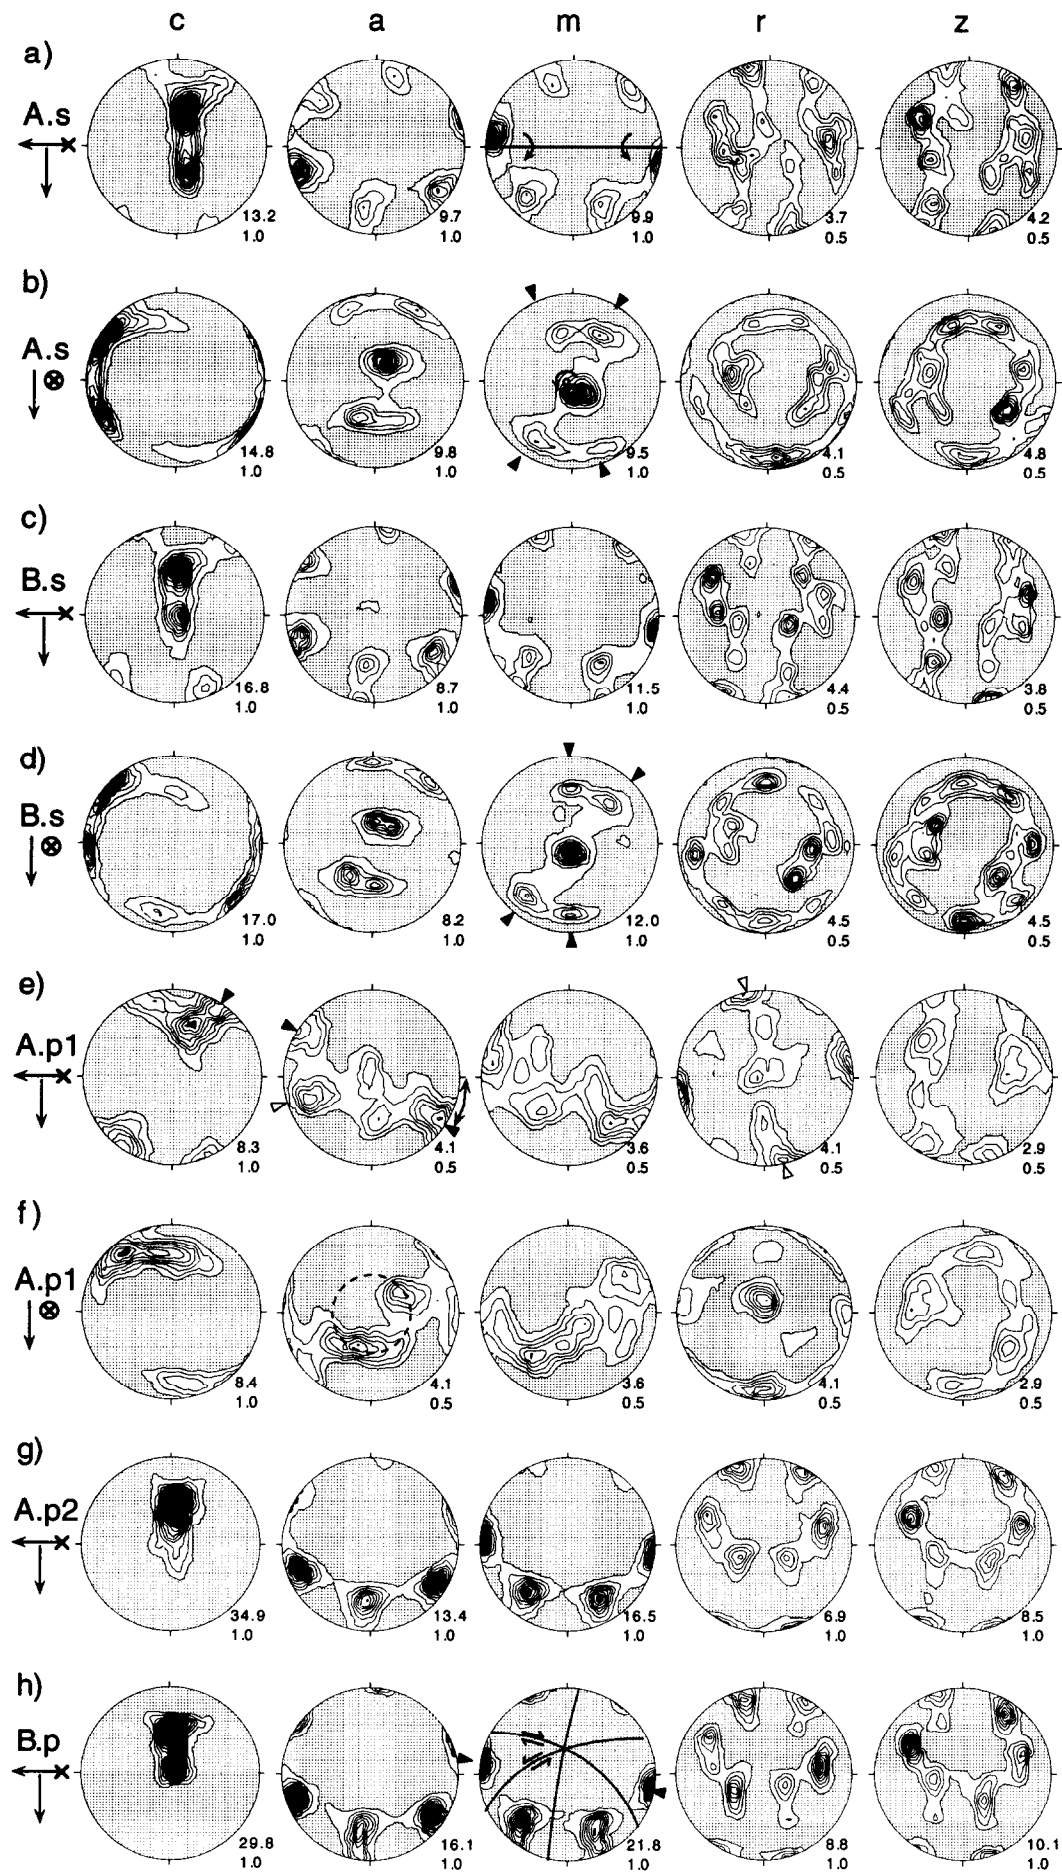 c a m r z
a)
A.s
13.2 9.7 9.9 3.7 4.2
1.0 1.0 1.0 0.5 0.5
b)
A.s
14.8 9.8 9.5 4.1 4.8
1.0 1.0 1.0 0.5 0.5
c)
B.s
16.8 8.7 11.5 4.4 3.8
1.0 1.0 1.0 0.5 0.5
d)
B.s
17.0 8.2 12.0 4.5 4.5
1.0 1.0 1.0 0.5 0.5
e)
A.p1
8.3 4.1 3.6 4.1 2.9
1.0 0.5 0.5 0.5 0.5
f)
A.p1
8.4 4.1 3.6 4.1 2.9
1.0 0.5 0.5 0.5 0.5
g)
A.p2
34.9 13.4 16.5 6.9 8.5
1.0 1.0 1.0 1.0 1.0
h)
B.p
29.8 16.1 21.8 8.8 10.1
1.0 1.0 1.0 1.0 1.0